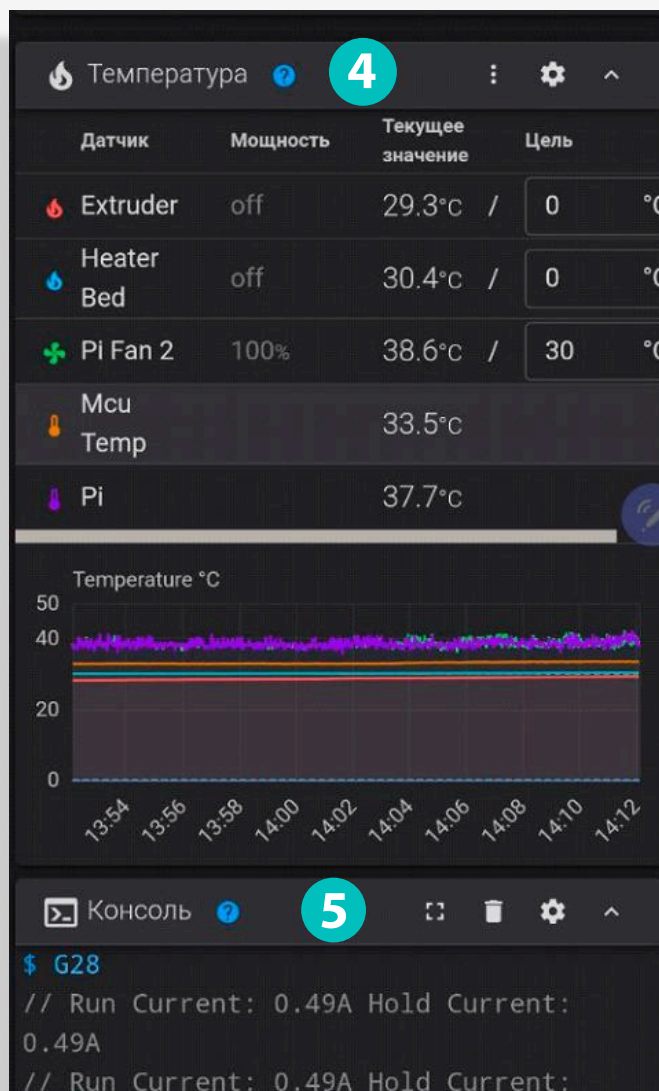 Температура ? 4
Датчик Мощность Текущее значение Цель
Extruder off 29.3°C / 0 °C
Heater Bed off 30.4°C / 0 °C
Pi Fan 2 100% 38.6°C / 30 °C
Mcu Temp 33.5°C
Pi 37.7°C
Temperature °C
50
40
20
0
13:54 13:56 13:58 14:00 14:02 14:04 14:06 14:08 14:10 14:12
Консоль ? 5
$ G28
// Run Current: 0.49A Hold Current:
0.49A
// Run Current: 0.49A Hold Current: